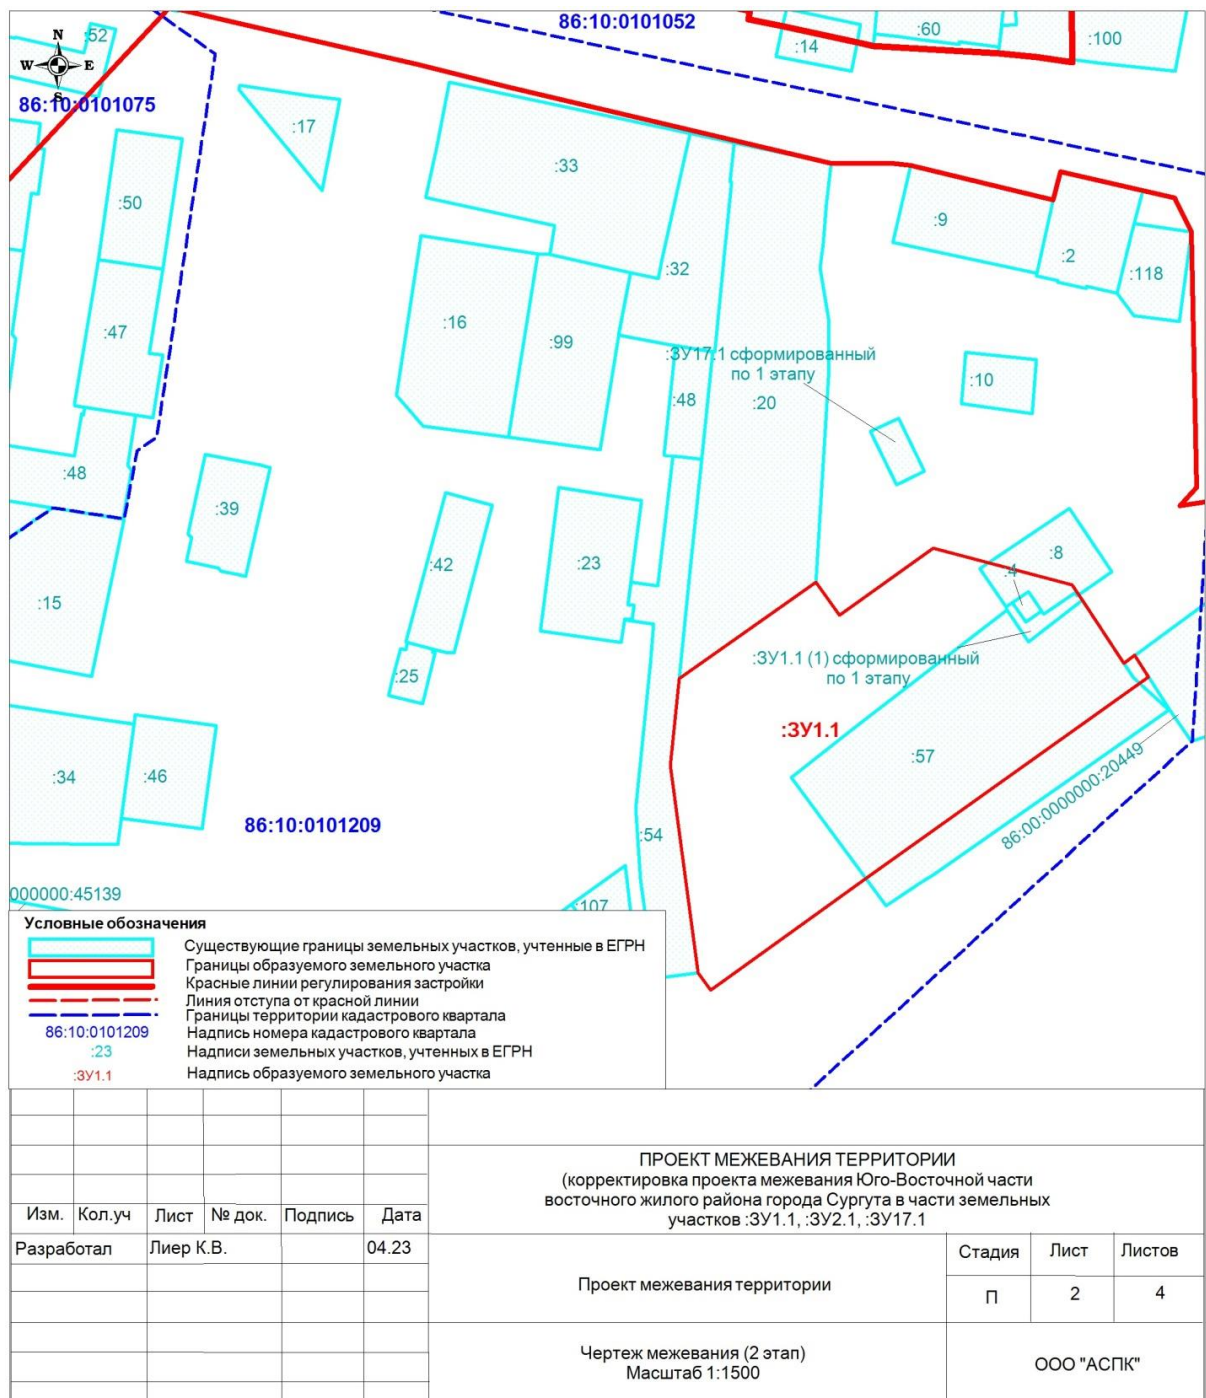 86:10:0101052
:52
N
W E
S
:14
:60
:100
86:10:0101075
:17
:33
:50
:9
:2
:118
:32
:16
:99
:47
:ЗУ17.1 сформированный
по 1 этапу
:10
:48
:20
:48
:39
:42
:23
:8
:4
:15
:ЗУ1.1 (1) сформированный
по 1 этапу
:25
:ЗУ1.1
:57
:34
:46
86:00:0000000:20449
86:10:0101209
:54
000000:45139
:107
Условные обозначения
Существующие границы земельных участков, учтенные в ЕГРН
Границы образуемого земельного участка
Красные линии регулирования застройки
Линия отступа от красной линии
Границы территории кадастрового квартала
86:10:0101209 Надпись номера кадастрового квартала
:23 Надписи земельных участков, учтенных в ЕГРН
:ЗУ1.1 Надпись образуемого земельного участка
ПРОЕКТ МЕЖЕВАНИЯ ТЕРРИТОРИИ
(корректировка проекта межевания Юго-Восточной части
восточного жилого района города Сургута в части земельных
участков :ЗУ1.1, :ЗУ2.1, :ЗУ17.1
Изм. Кол.уч Лист № док. Подпись Дата
Разработал Лиер К.В. 04.23
Проект межевания территории
Стадия Лист Листов
П 2 4
Чертеж межевания (2 этап)
Масштаб 1:1500
ООО "АСПК"